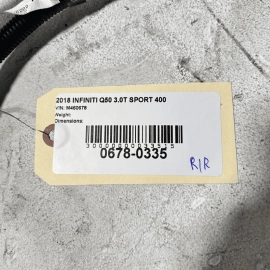 2018 INFINITI Q50 3.0T SPORT 400
VIN: M460678
Weight:
Dimensions:
0678-0335
R/R